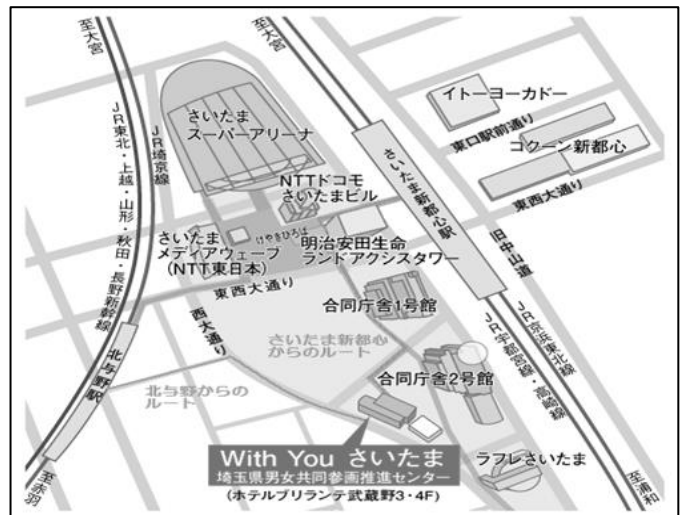 至大宮
至大宮
JR東北・上越・山形・秋田・長野新幹線
JR埼京線
さいたま
スーパーアリーナ
イトーヨーカドー
東口駅前通り
コクーン新都心
さいたま新都心駅
NTTドコモ
さいたまビル
東西大通り
けやきひろば
さいたま
メディアウェーブ
(NTT東日本)
明治安田生命
ランドアクシスタワー
旧中山道
東西大通り
合同庁舎1号館
西大通り
さいたま新都心
からのルート
JR京浜東北線
JR宇都宮線・高崎線
北与野駅
合同庁舎2号館
北与野からの
ルート
With You さいたま
埼玉県男女共同参画推進センター
(ホテルブリランテ武蔵野3・4F)
ラフレさいたま
至赤羽
至浦和